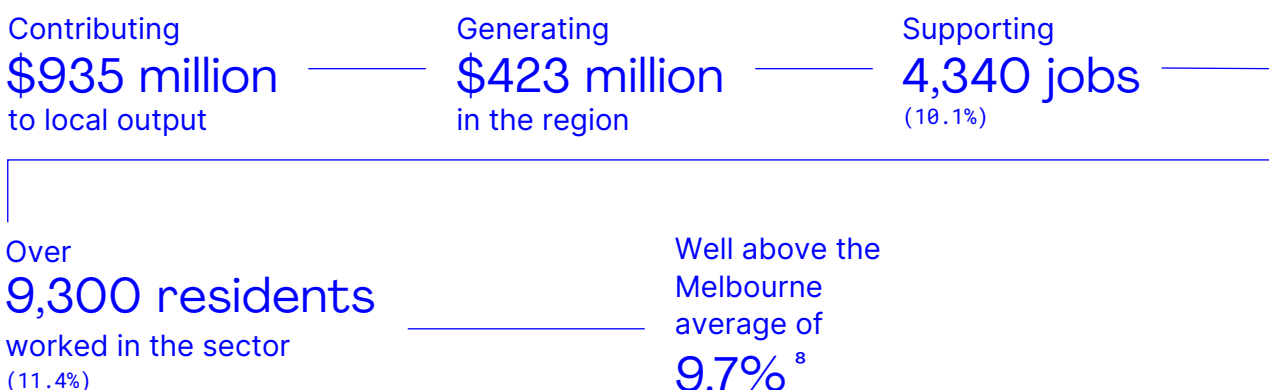 Contributing
$935 million
to local output
Generating
$423 million
in the region
Supporting
4,340 jobs
(10.1%)
Over
9,300 residents
worked in the sector
(11.4%)
Well above the
Melbourne
average of
9.7% ⁸